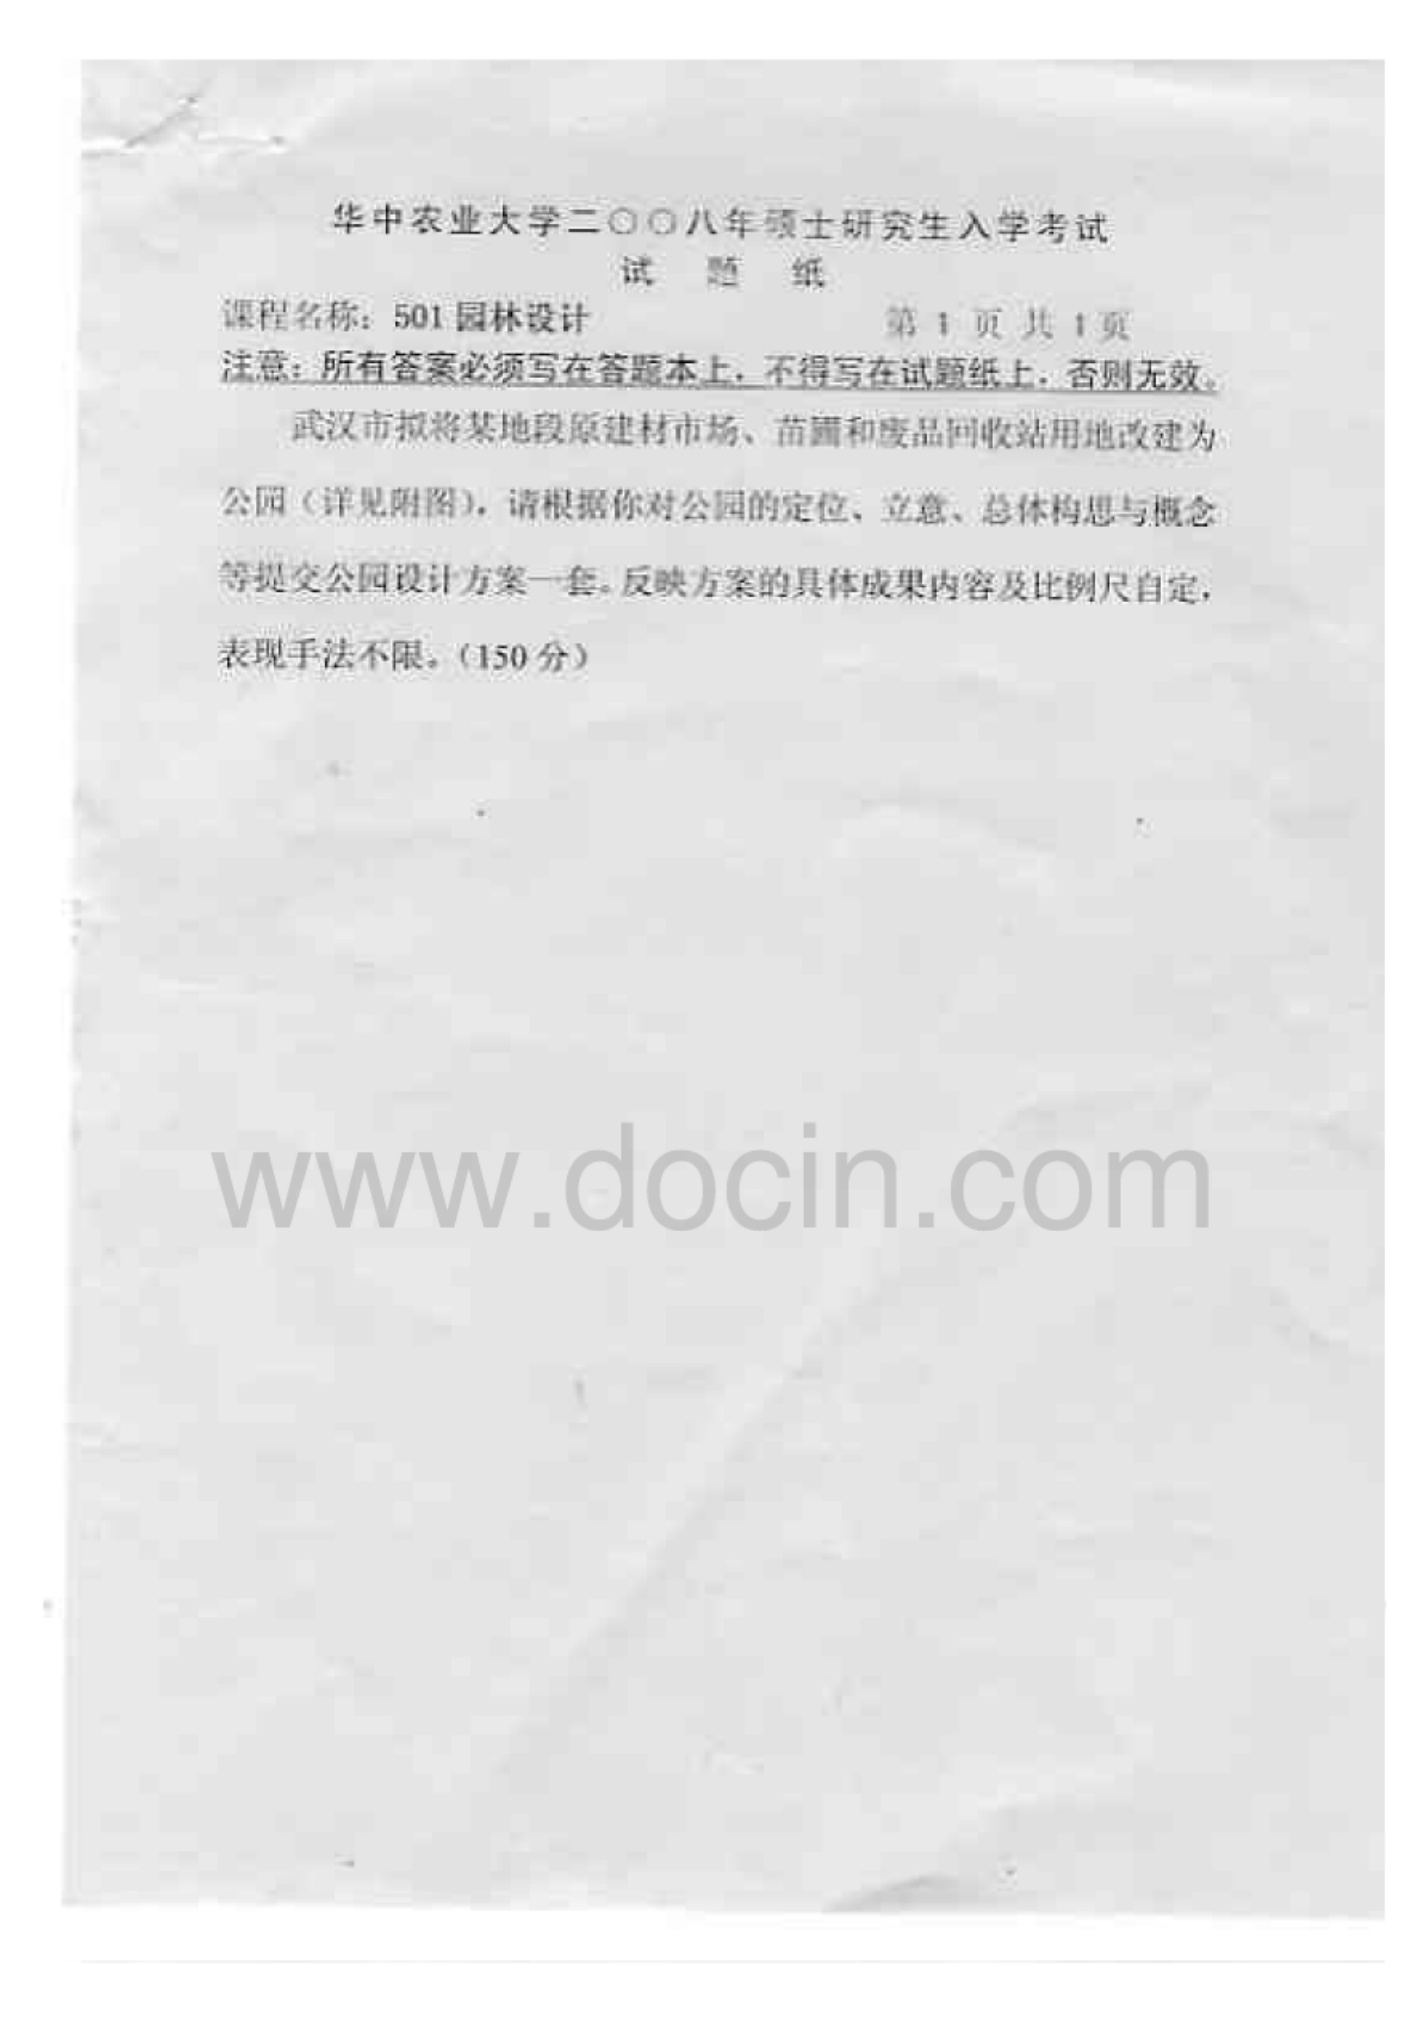 华中农业大学二〇〇八年硕士研究生入学考试
试 题 纸
课程名称：501 园林设计 第 1 页 共 1 页
注意：所有答案必须写在答题本上，不得写在试题纸上，否则无效。
武汉市拟将某地段原建材市场、苗圃和废品回收站用地改建为
公园（详见附图），请根据你对公园的定位、立意、总体构思与概念
等提交公园设计方案一套。反映方案的具体成果内容及比例尺自定，
表现手法不限。（150 分）
www.docin.com